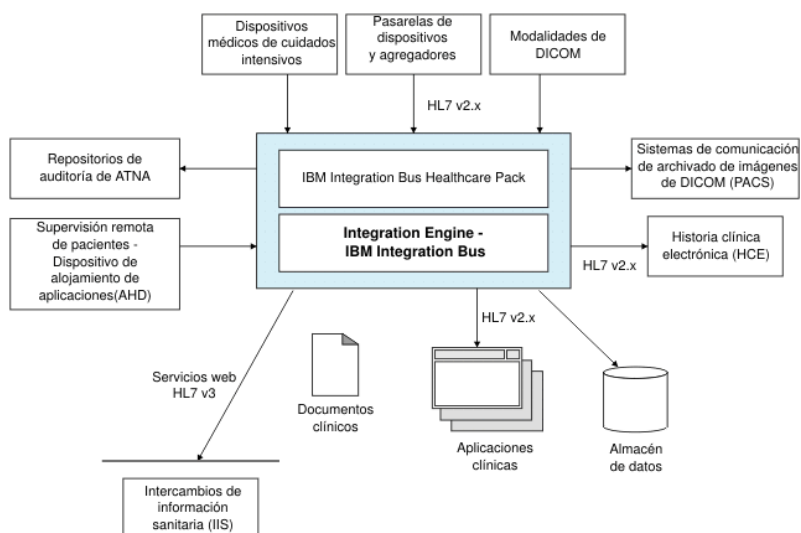 Dispositivos
médicos de cuidados
intensivos
Pasarelas de
dispositivos
y agregadores
Modalidades de
DICOM
HL7 v2.x
Repositorios de
auditoría de ATNA
IBM Integration Bus Healthcare Pack
Sistemas de comunicación
de archivado de imágenes
de DICOM (PACS)
Supervisión remota
de pacientes -
Dispositivo de
alojamiento de
aplicaciones(AHD)
Integration Engine -
IBM Integration Bus
Historia clínica
electrónica (HCE)
HL7 v2.x
HL7 v2.x
Servicios web
HL7 v3
Documentos
clínicos
Aplicaciones
clínicas
Almacén
de datos
Intercambios de
información
sanitaria (IIS)